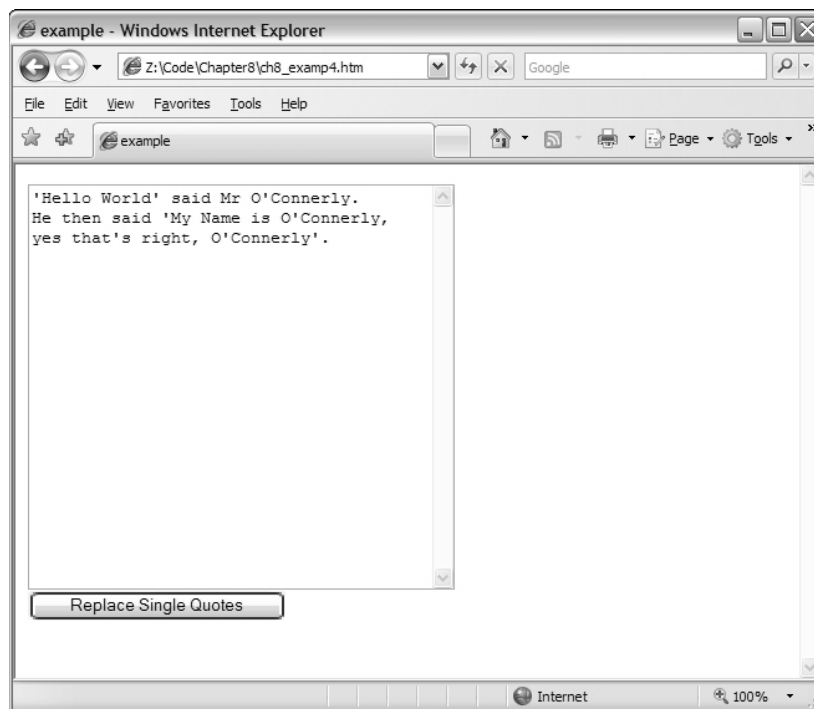 example - Windows Internet Explorer
Z:\Code\Chapter8\ch8_examp4.htm
Google
File Edit View Favorites Tools Help
example
Page
Tools
»
'Hello World' said Mr O'Connerly.
He then said 'My Name is O'Connerly,
yes that's right, O'Connerly'.
Replace Single Quotes
Internet
100%